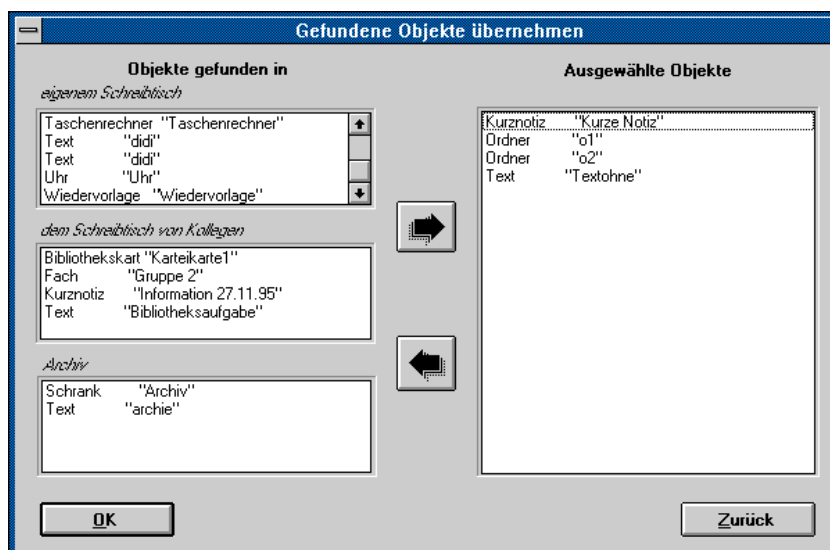 Gefundene Objekte übernehmen
Objekte gefunden in
eigenem Schreibtisch
Taschenrechner "Taschenrechner"
Text "didi"
Text "didi"
Uhr "Uhr"
Wiedervorlage "Wiedervorlage"
dem Schreibtisch von Kollegen
Bibliothekskart "Karteikarte1"
Fach "Gruppe 2"
Kurznotiz "Information 27.11.95"
Text "Bibliotheksaufgabe"
Archiv
Schrank "Archiv"
Text "archie"
Ausgewählte Objekte
Kurznotiz "Kurze Notiz"
Ordner "o1"
Ordner "o2"
Text "Textohne"
OK
Zurück